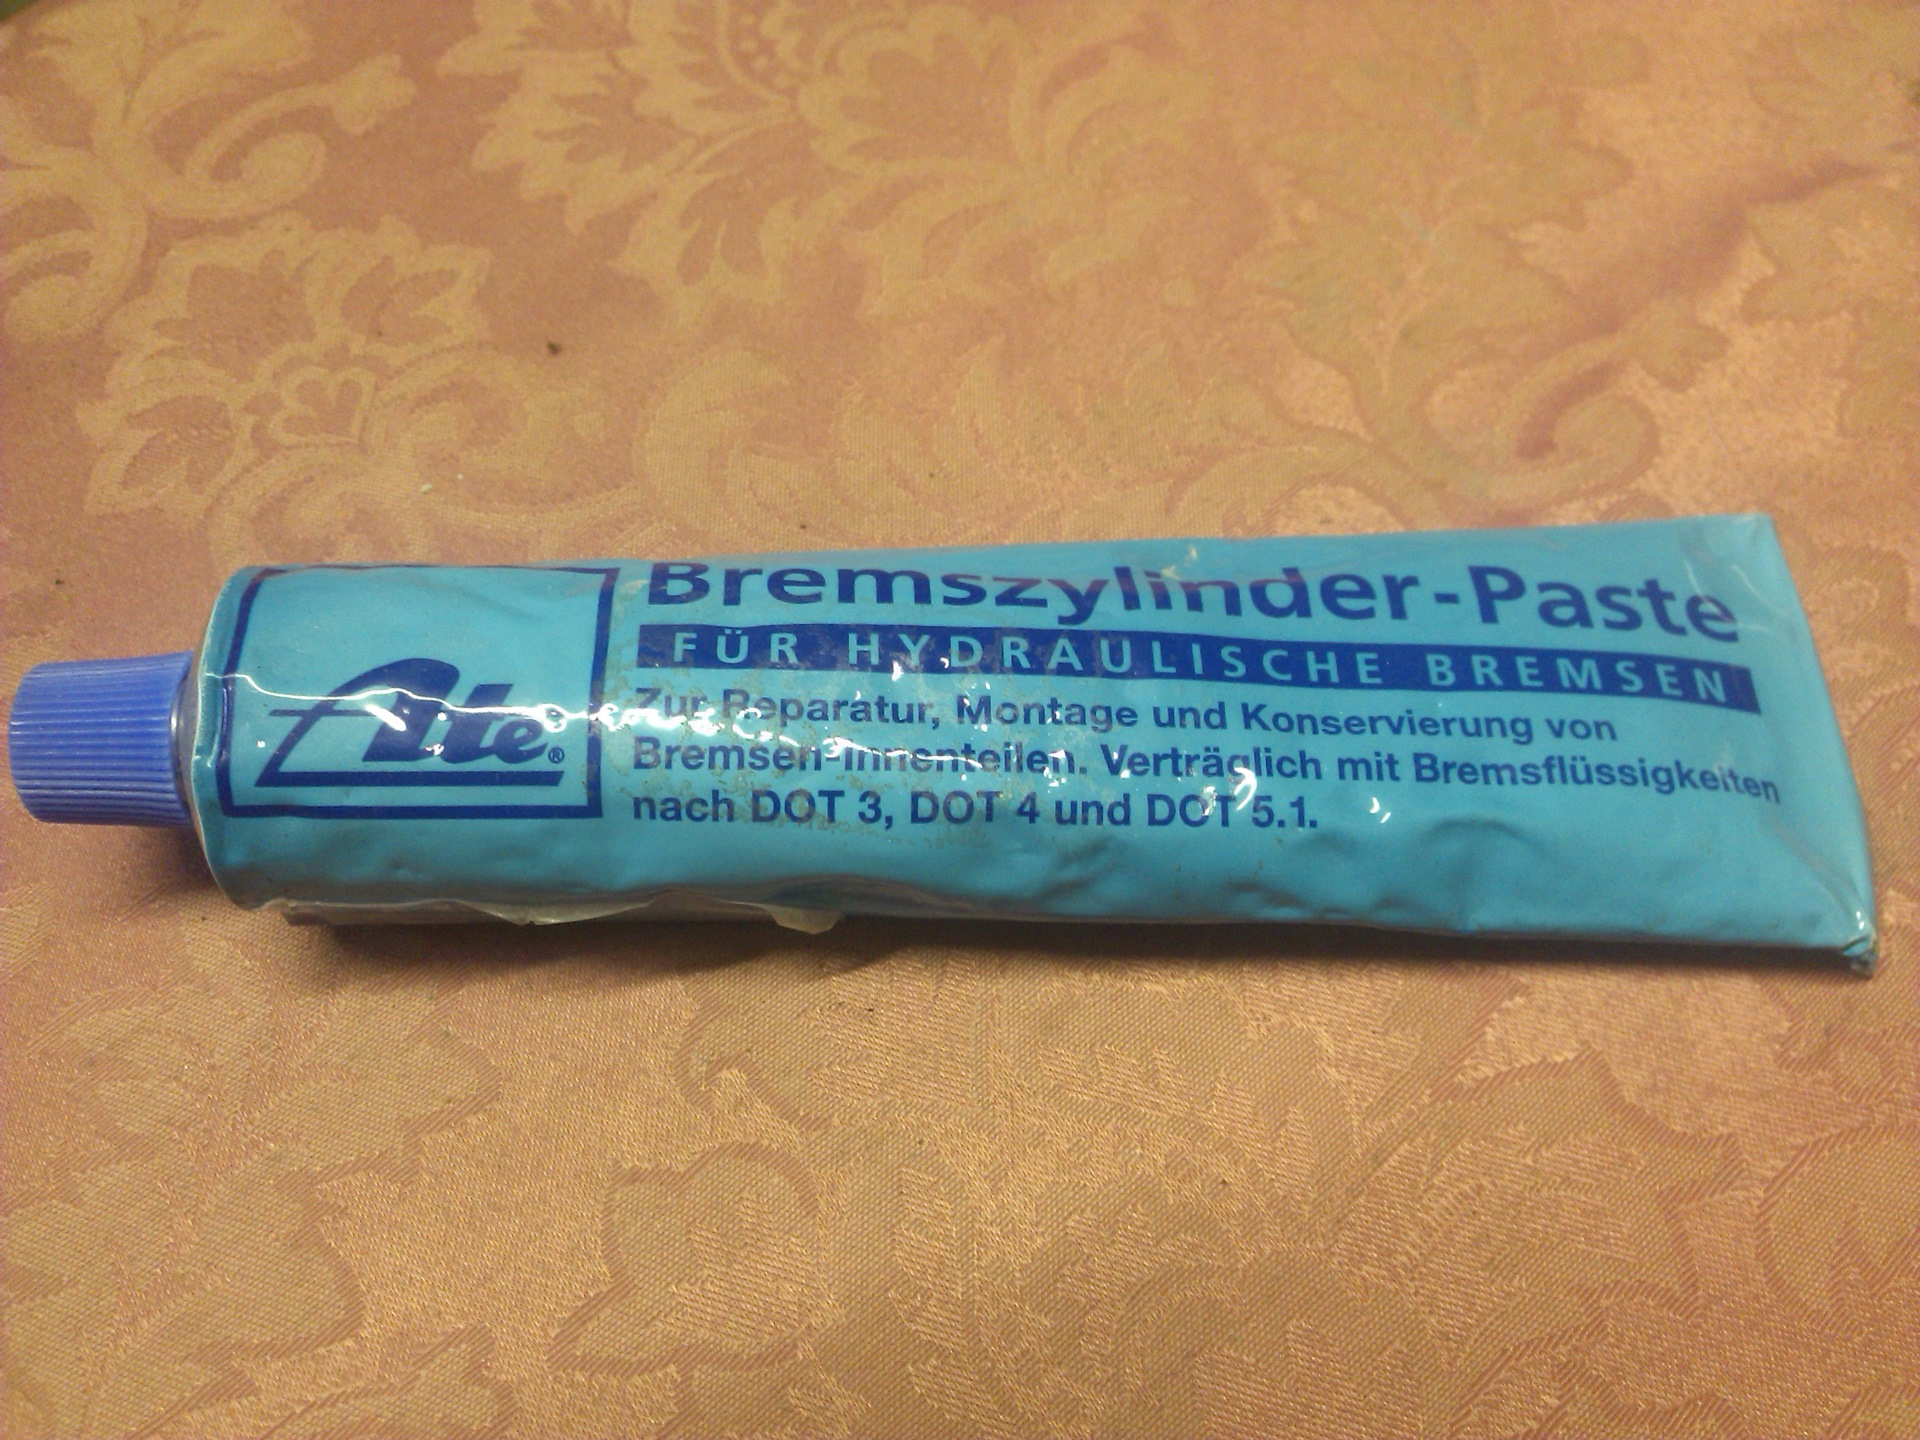 Ate®
Bremszylinder-Paste
FÜR HYDRAULISCHE BREMSEN
Zur Reparatur, Montage und Konservierung von
Bremsen-Innenteilen. Verträglich mit Bremsflüssigkeiten
nach DOT 3, DOT 4 und DOT 5.1.